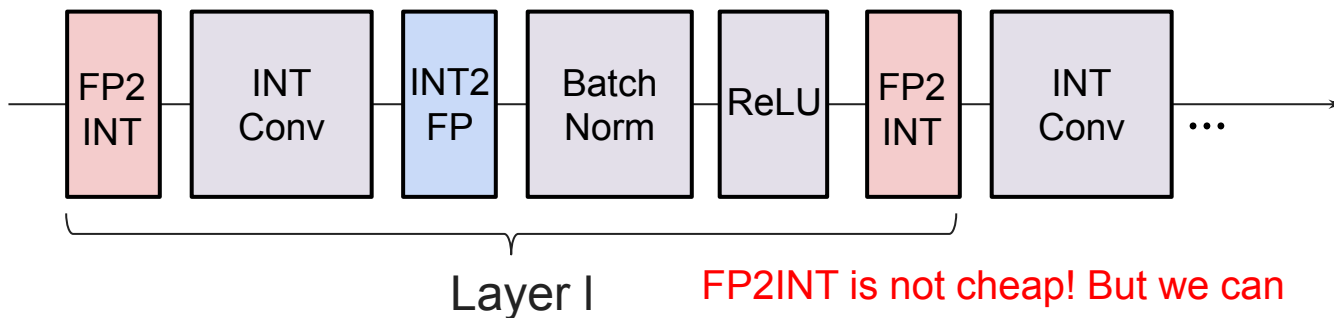 FP2
INT
INT
Conv
INT2
FP
Batch
Norm
ReLU
FP2
INT
INT
Conv
...
Layer l
FP2INT is not cheap! But we can